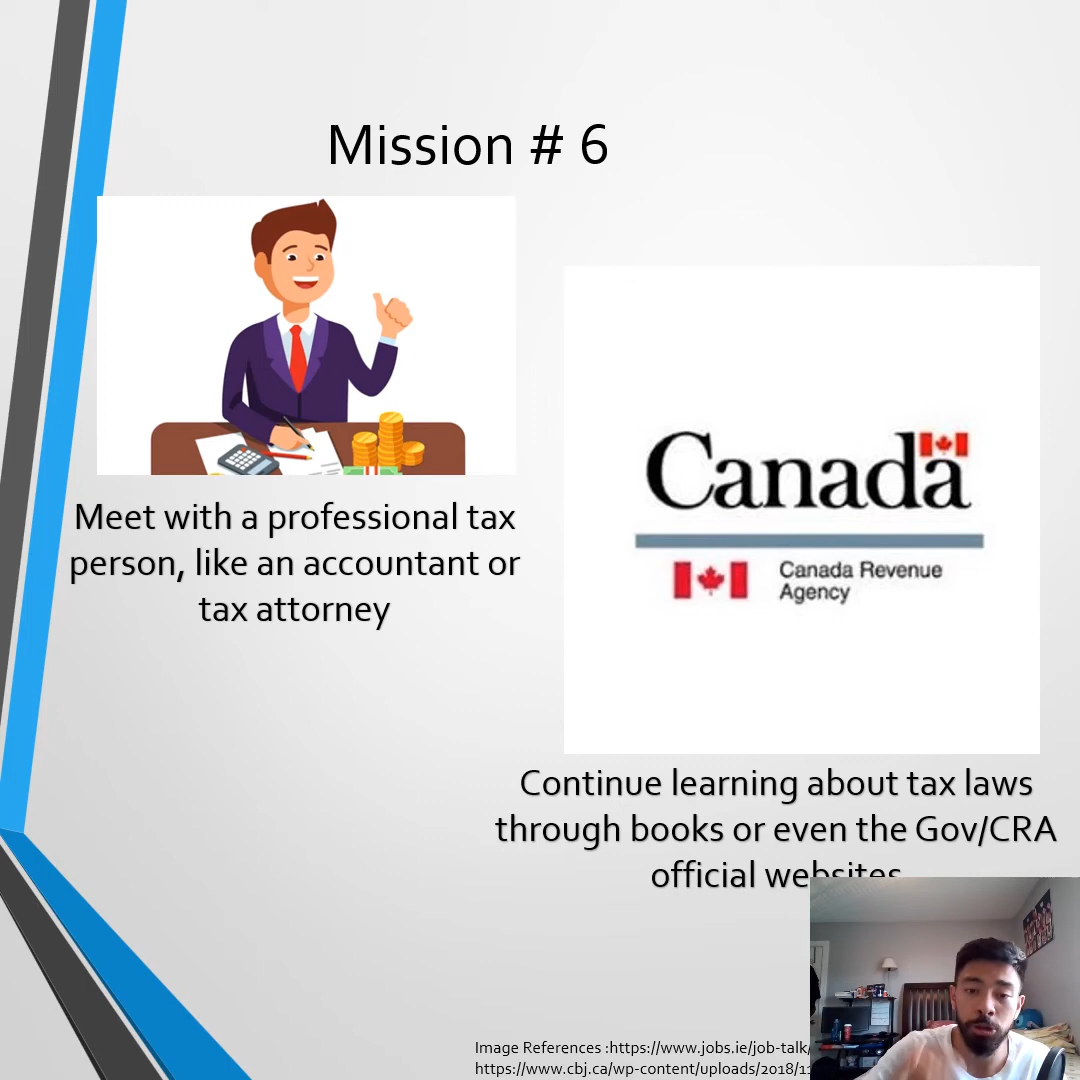 Mission # 6
Meet with a professional tax
person, like an accountant or
tax attorney
Canada
Canada Revenue
Agency
Continue learning about tax laws
through books or even the Gov/CRA
official websites
Image References :https://www.jobs.ie/job-talk/
https://www.cbj.ca/wp-content/uploads/2018/11